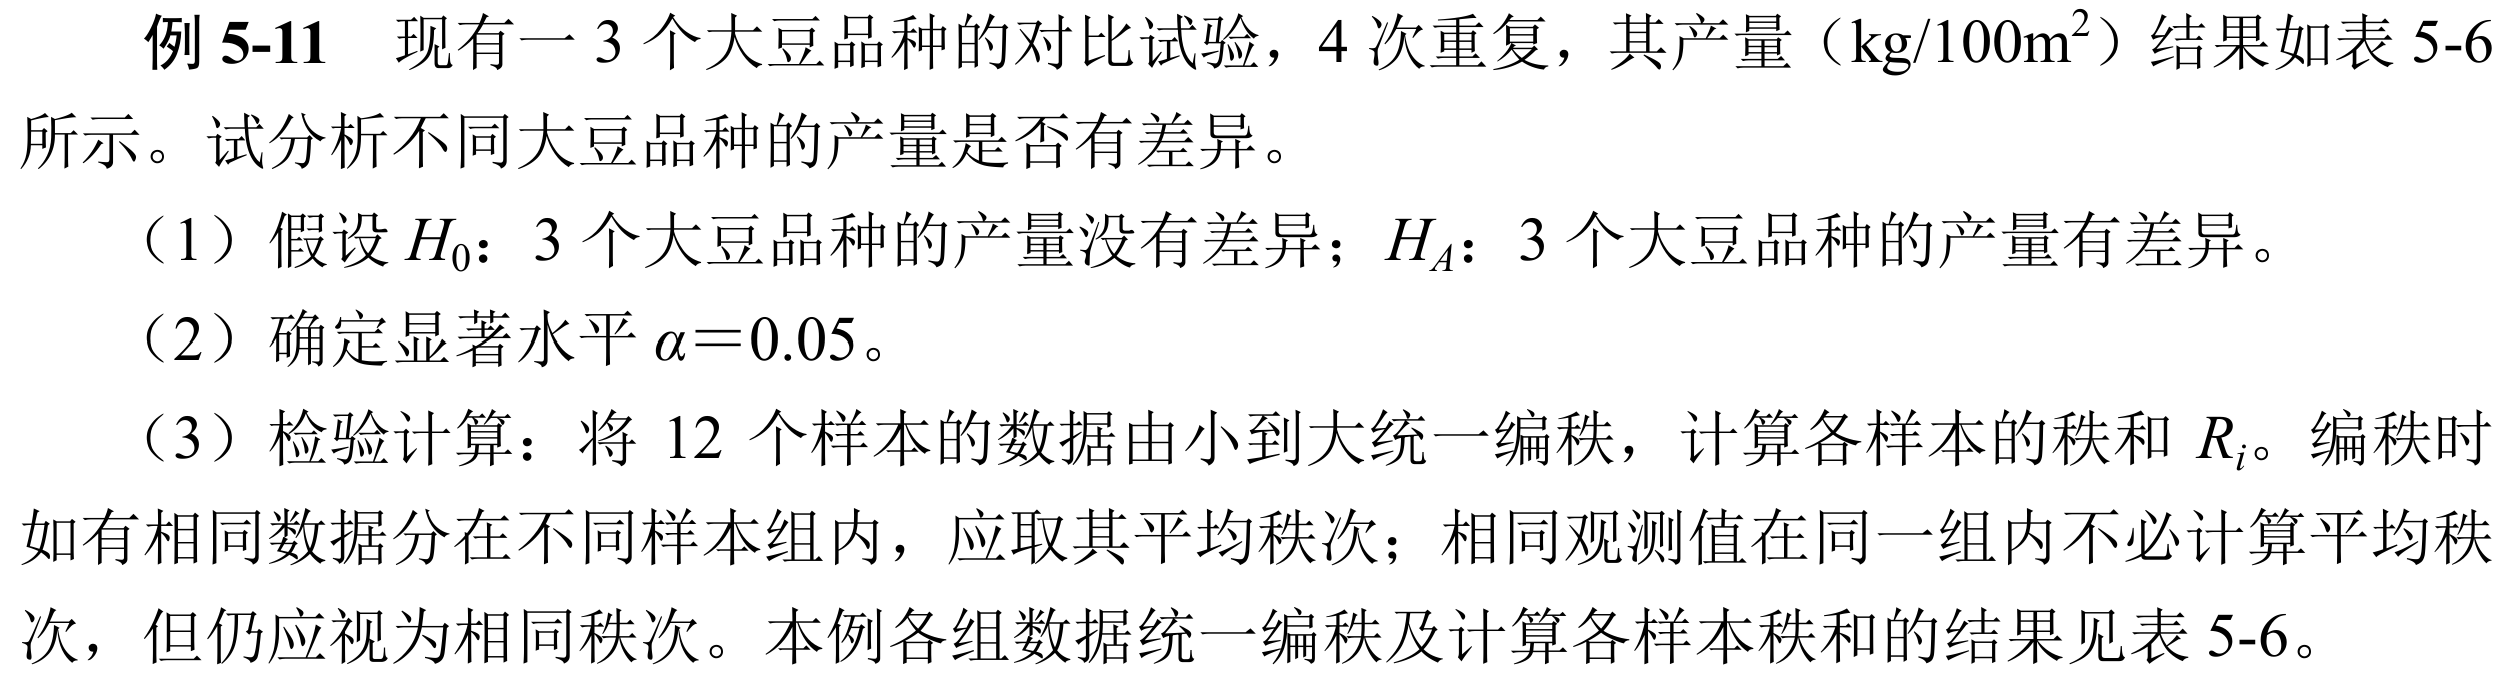 例5-11　现有一 3 个大豆品种的对比试验，4 次重复，其产量（kg/100m²）结果如表 5-6
所示。试分析不同大豆品种的产量是否有差异。
（1）假设 H₀：3 个大豆品种的产量没有差异；I_A：个大豆品种的产量有差异。
（2）确定显著水平 α＝0.05。
（3）秩和计算：将 12 个样本的数据由小到大统一编秩，计算各样本的秩和 Rᵢ。编秩时
如有相同数据分在不同样本组内，应取其平均秩次；相同观测值在同一组内不必计算平均秩
次，但仍应视为相同秩次。本例各组数据统一编秩及计算各样本秩和的结果见表 5-6。